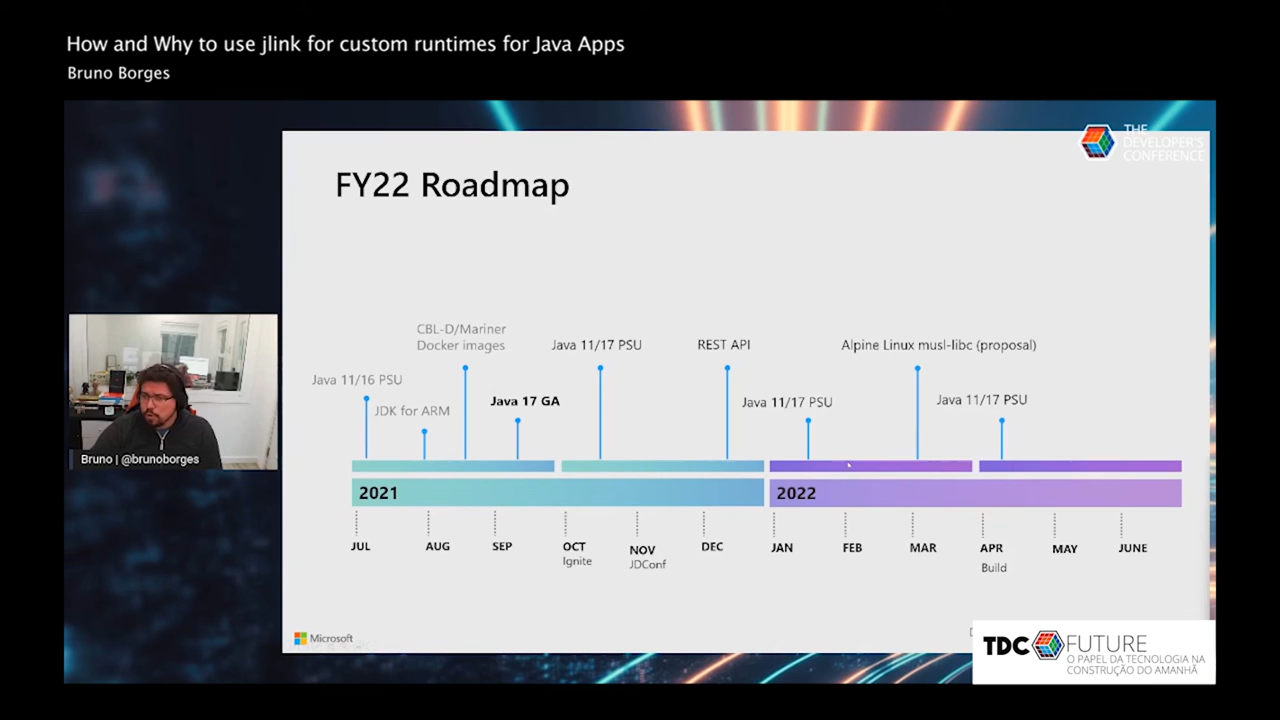 How and Why to use jlink for custom runtimes for Java Apps
Bruno Borges
THE
DEVELOPER'S
CONFERENCE
FY22 Roadmap
CBL-D/Mariner
Docker images
Java 11/17 PSU
REST API
Alpine Linux musl-libc (proposal)
Java 11/16 PSU
JDK for ARM
Java 17 GA
Java 11/17 PSU
Java 11/17 PSU
2021
2022
JUL
AUG
SEP
OCT
Ignite
NOV
JDConf
DEC
JAN
FEB
MAR
APR
Build
MAY
JUNE
Bruno | @brunoborges
Microsoft
TDC FUTURE
O PAPEL DA TECNOLOGIA NA
CONSTRUÇÃO DO AMANHÃ